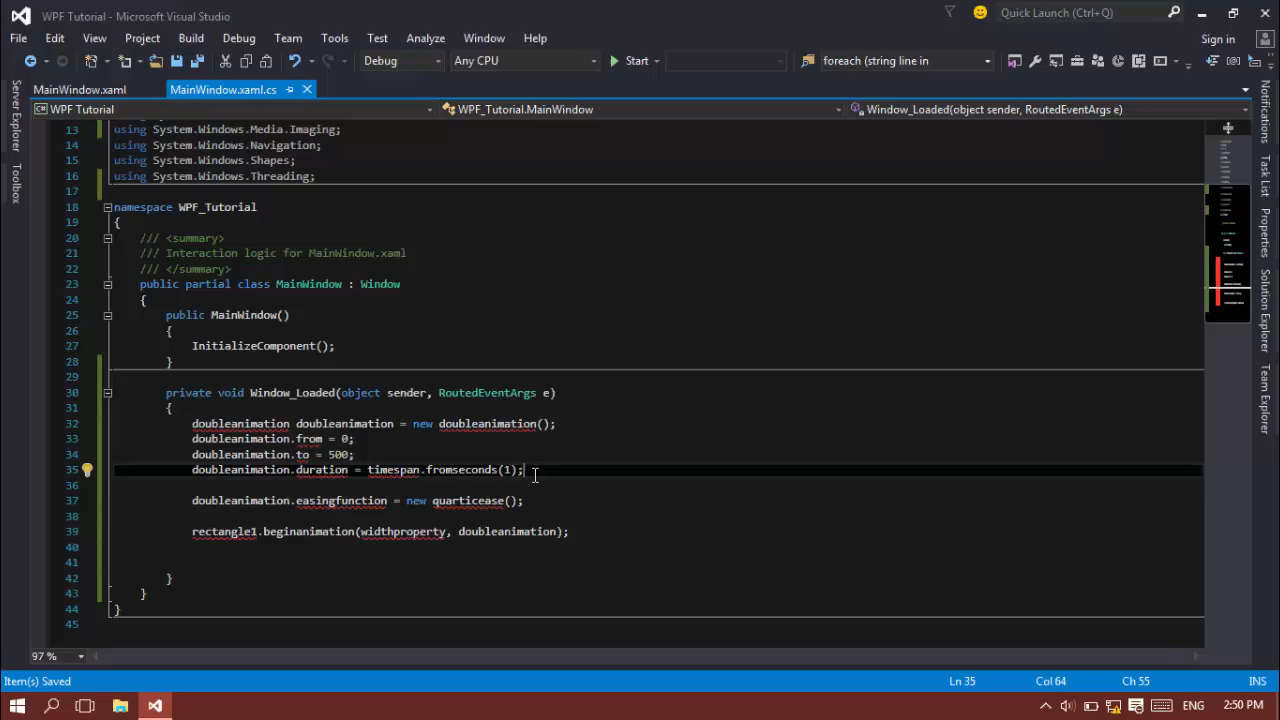 WPF Tutorial - Microsoft Visual Studio
Quick Launch (Ctrl+Q)
File Edit View Project Build Debug Team Tools Test Analyze Window Help
Sign in
Debug Any CPU Start foreach (string line in
MainWindow.xaml MainWindow.xaml.cs
WPF Tutorial WPF_Tutorial.MainWindow Window_Loaded(object sender, RoutedEventArgs e)
Server Explorer
Toolbox
13 using System.Windows.Media.Imaging;
14 using System.Windows.Navigation;
15 using System.Windows.Shapes;
16 using System.Windows.Threading;
17
18 namespace WPF_Tutorial
19 {
20 /// <summary>
21 /// Interaction logic for MainWindow.xaml
22 /// </summary>
23 public partial class MainWindow : Window
24 {
25 public MainWindow()
26 {
27 InitializeComponent();
28 }
29
30 private void Window_Loaded(object sender, RoutedEventArgs e)
31 {
32 doubleanimation doubleanimation = new doubleanimation();
33 doubleanimation.from = 0;
34 doubleanimation.to = 500;
35 doubleanimation.duration = timespan.fromseconds(1);
36
37 doubleanimation.easingfunction = new quarticease();
38
39 rectangle1.beginanimation(widthproperty, doubleanimation);
40
41
42 }
43 }
44 }
45
Notifications
Task List
Properties
Solution Explorer
Team Explorer
97 %
Item(s) Saved Ln 35 Col 64 Ch 55 INS
ENG 2:50 PM